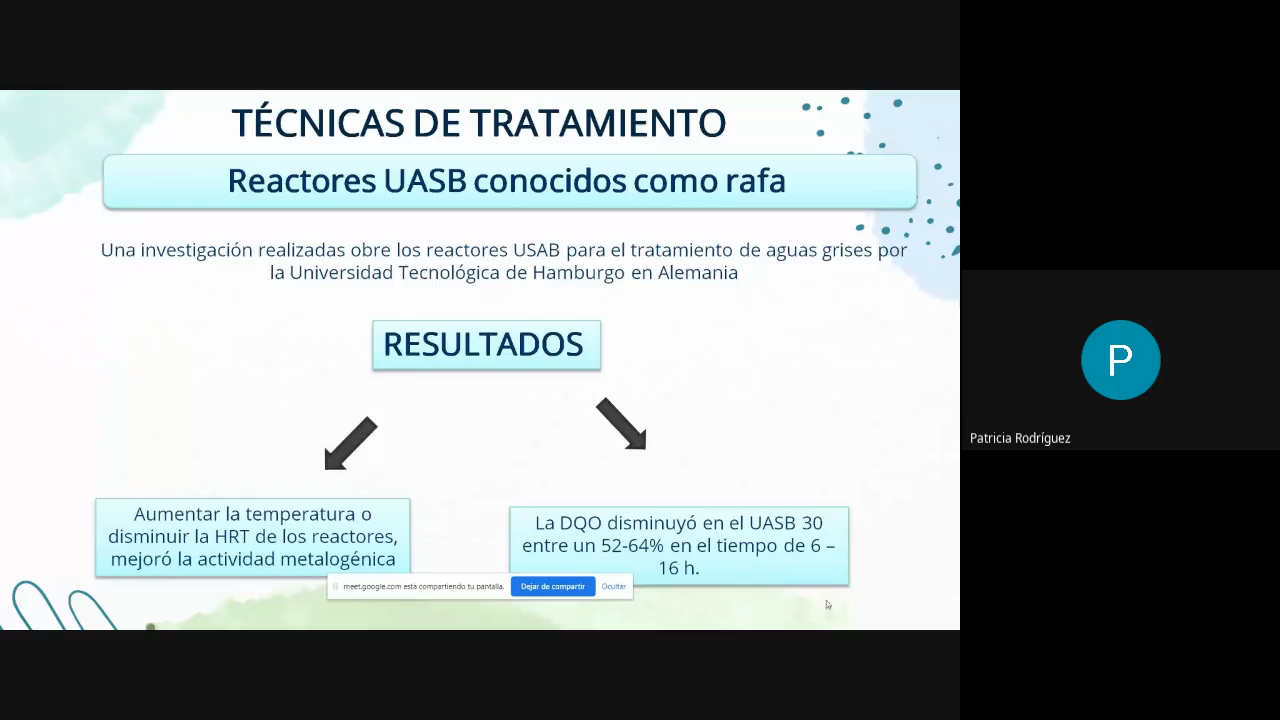 TÉCNICAS DE TRATAMIENTO
Reactores UASB conocidos como rafa
Una investigación realizadas obre los reactores USAB para el tratamiento de aguas grises por
la Universidad Tecnológica de Hamburgo en Alemania
RESULTADOS
Aumentar la temperatura o
disminuir la HRT de los reactores,
mejoró la actividad metalogénica
La DQO disminuyó en el UASB 30
entre un 52-64% en el tiempo de 6 –
16 h.
meet.google.com está compartiendo tu pantalla.
Dejar de compartir
Ocultar
P
Patricia Rodríguez